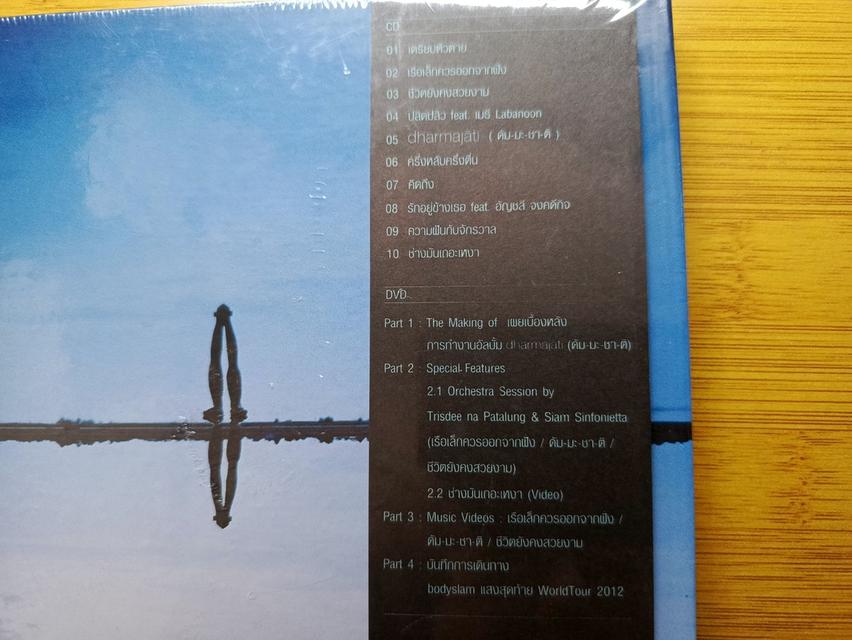 CD
01 เตรียมตัวตาย
02 เรือเล็กควรออกจากฝั่ง
03 ชีวิตยังคงสวยงาม
04 ปลิดปลิว feat. เมธี Labanoon
05 dharmajāti ( ดัม-มะ-ชา-ติ )
06 ครึ่งหลับครึ่งตื่น
07 คิดถึง
08 รักอยู่ข้างเธอ feat. อัญชลี จงคดีกิจ
09 ความฝันกับจักรวาล
10 ช่างมันเถอะเหงา
DVD
Part 1 : The Making of เผยเบื้องหลัง
การทำงานอัลบั้ม dharmajāti (ดัม-มะ-ชา-ติ)
Part 2 : Special Features
2.1 Orchestra Session by
Trisdee na Patalung & Siam Sinfonietta
(เรือเล็กควรออกจากฝั่ง / ดัม-มะ-ชา-ติ /
ชีวิตยังคงสวยงาม)
2.2 ช่างมันเถอะเหงา (Video)
Part 3 : Music Videos : เรือเล็กควรออกจากฝั่ง /
ดัม-มะ-ชา-ติ / ชีวิตยังคงสวยงาม
Part 4 : บันทึกการเดินทาง
bodyslam แสงสุดท้าย WorldTour 2012